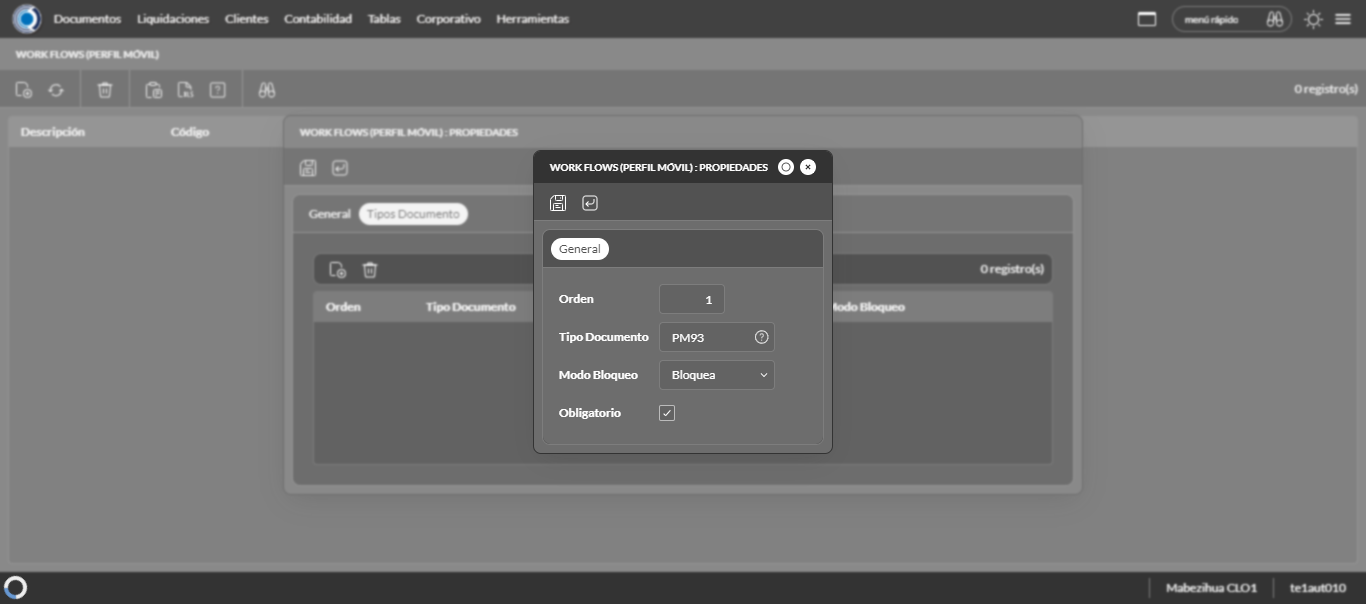 Documentos Liquidaciones Clientes Contabilidad Tablas Corporativo Herramientas menú rápido
WORK FLOWS (PERFIL MÓVIL)
0 registro(s)
Descripción Código
WORK FLOWS (PERFIL MÓVIL) : PROPIEDADES
WORK FLOWS (PERFIL MÓVIL) : PROPIEDADES
General Tipos Documento
General
0 registro(s)
Orden Tipo Documento Modo Bloqueo
Orden 1
Tipo Documento PM93
Modo Bloqueo Bloquea
Obligatorio
Mabezihua CLO1 te1aut010